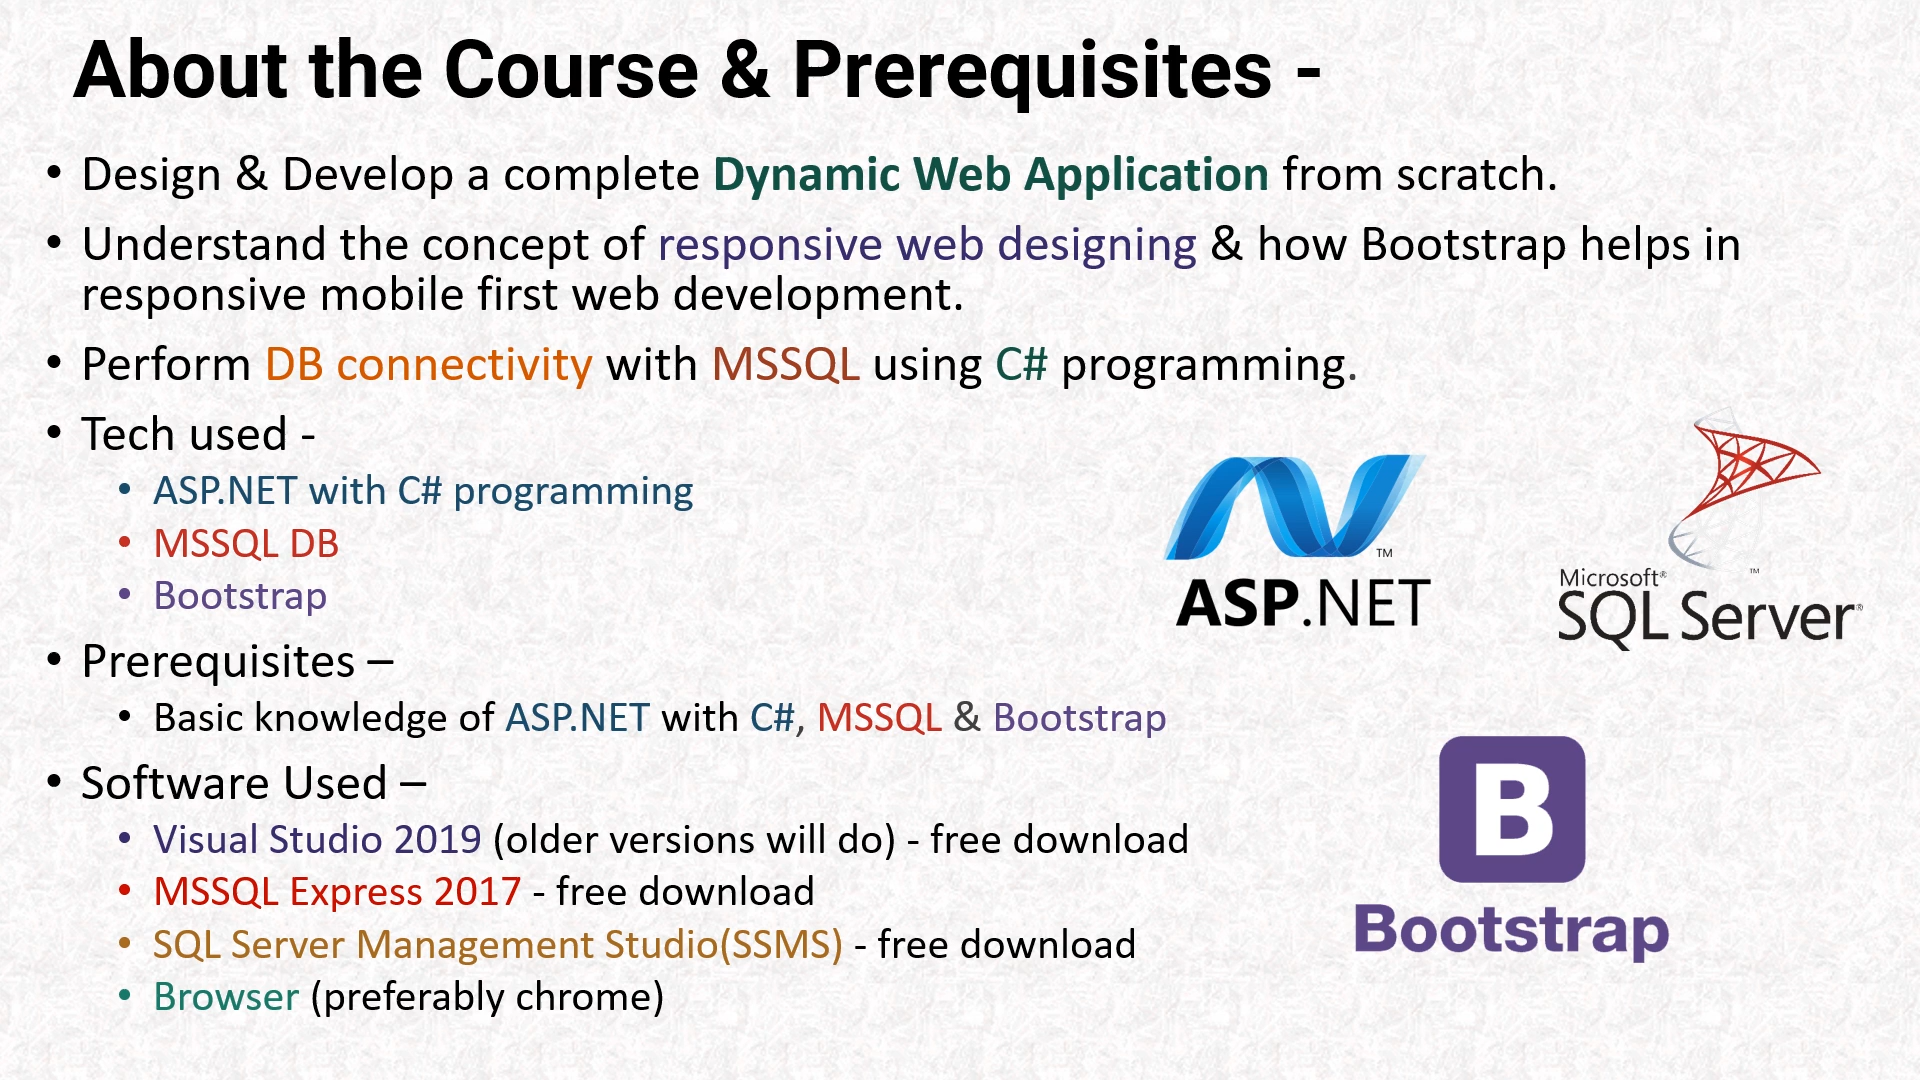 About the Course & Prerequisites -
• Design & Develop a complete Dynamic Web Application from scratch.
• Understand the concept of responsive web designing & how Bootstrap helps in
responsive mobile first web development.
• Perform DB connectivity with MSSQL using C# programming.
• Tech used -
• ASP.NET with C# programming
• MSSQL DB
• Bootstrap
• Prerequisites –
• Basic knowledge of ASP.NET with C#, MSSQL & Bootstrap
• Software Used –
• Visual Studio 2019 (older versions will do) - free download
• MSSQL Express 2017 - free download
• SQL Server Management Studio(SSMS) - free download
• Browser (preferably chrome)
TM
ASP.NET
Microsoft® TM
SQL Server®
B
Bootstrap